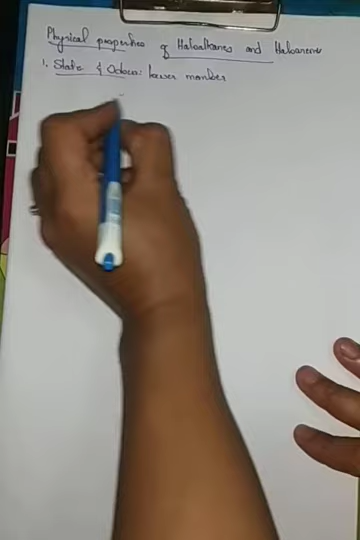 Physical properties of Haloalkanes and Haloarenes
1. State & Odour: lower member